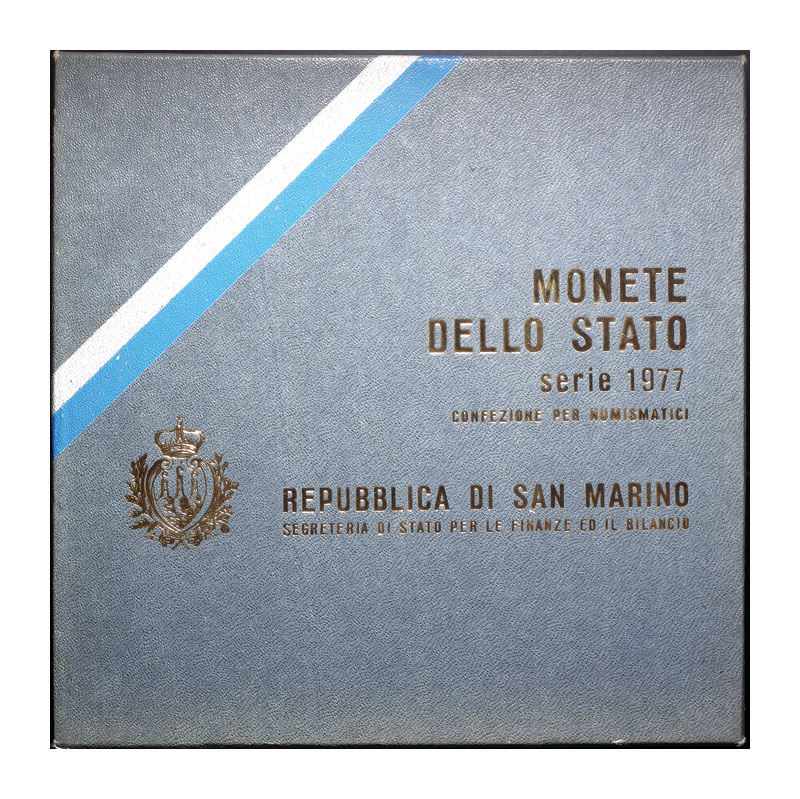 MONETE
DELLO STATO
serie 1977
CONFEZIONE PER NUMISMATICI
REPUBBLICA DI SAN MARINO
SEGRETERIA DI STATO PER LE FINANZE ED IL BILANCIO